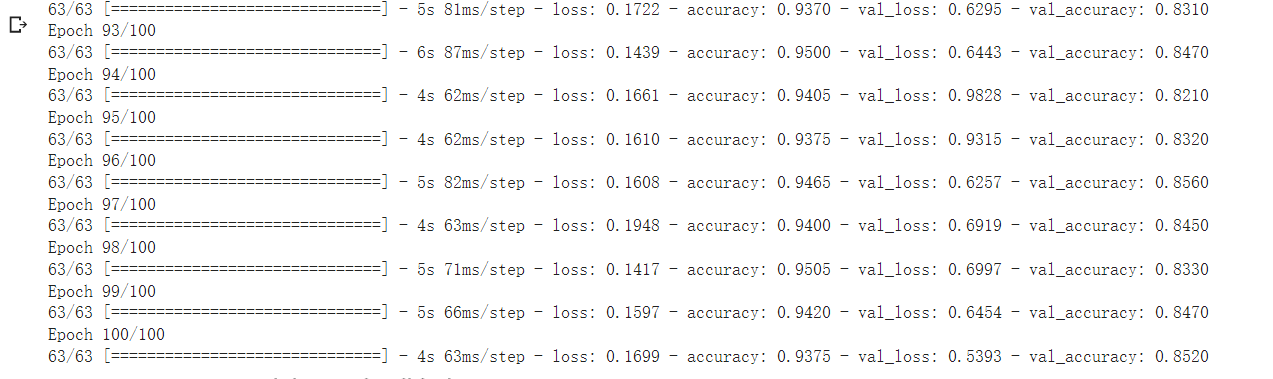 63/63 [==============================] - 5s 81ms/step - loss: 0.1722 - accuracy: 0.9370 - val_loss: 0.6295 - val_accuracy: 0.8310
Epoch 93/100
63/63 [==============================] - 6s 87ms/step - loss: 0.1439 - accuracy: 0.9500 - val_loss: 0.6443 - val_accuracy: 0.8470
Epoch 94/100
63/63 [==============================] - 4s 62ms/step - loss: 0.1661 - accuracy: 0.9405 - val_loss: 0.9828 - val_accuracy: 0.8210
Epoch 95/100
63/63 [==============================] - 4s 62ms/step - loss: 0.1610 - accuracy: 0.9375 - val_loss: 0.9315 - val_accuracy: 0.8320
Epoch 96/100
63/63 [==============================] - 5s 82ms/step - loss: 0.1608 - accuracy: 0.9465 - val_loss: 0.6257 - val_accuracy: 0.8560
Epoch 97/100
63/63 [==============================] - 4s 63ms/step - loss: 0.1948 - accuracy: 0.9400 - val_loss: 0.6919 - val_accuracy: 0.8450
Epoch 98/100
63/63 [==============================] - 5s 71ms/step - loss: 0.1417 - accuracy: 0.9505 - val_loss: 0.6997 - val_accuracy: 0.8330
Epoch 99/100
63/63 [==============================] - 5s 66ms/step - loss: 0.1597 - accuracy: 0.9420 - val_loss: 0.6454 - val_accuracy: 0.8470
Epoch 100/100
63/63 [==============================] - 4s 63ms/step - loss: 0.1699 - accuracy: 0.9375 - val_loss: 0.5393 - val_accuracy: 0.8520